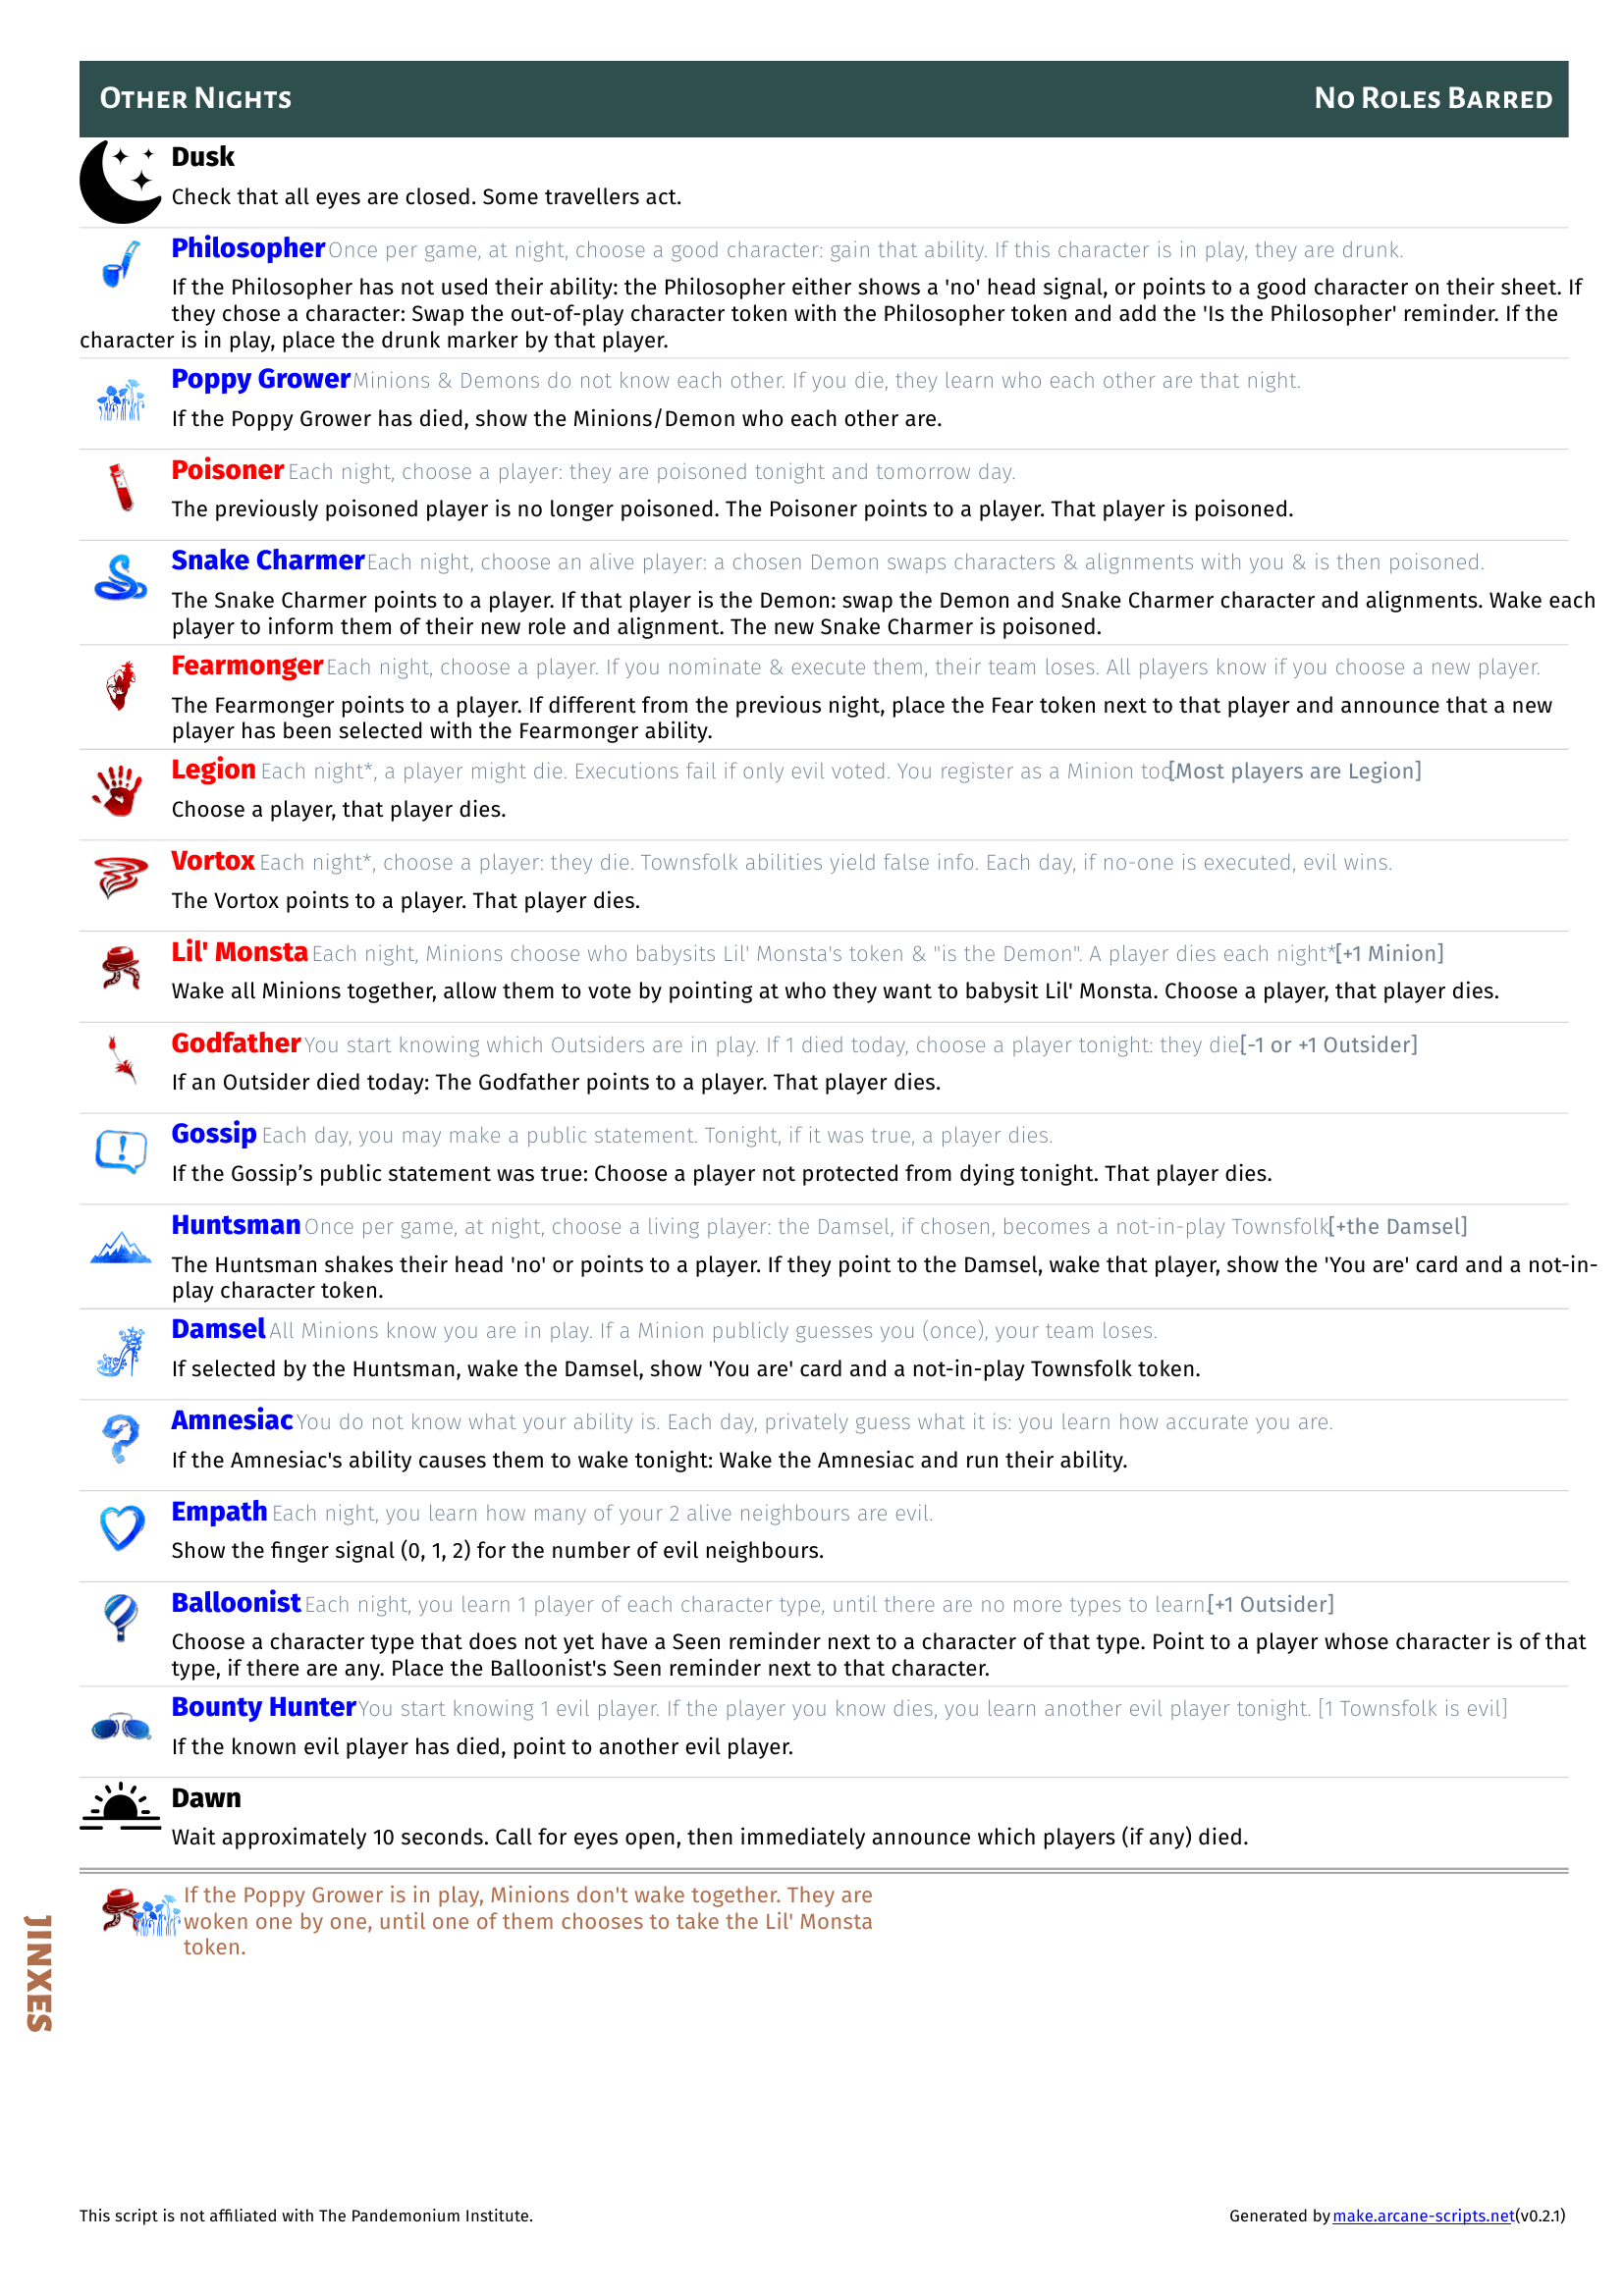 Other Nights No Roles Barred
Dusk
Check that all eyes are closed. Some travellers act.
Philosopher Once per game, at night, choose a good character: gain that ability. If this character is in play, they are drunk.
If the Philosopher has not used their ability: the Philosopher either shows a 'no' head signal, or points to a good character on their sheet. If
they chose a character: Swap the out-of-play character token with the Philosopher token and add the 'Is the Philosopher' reminder. If the
character is in play, place the drunk marker by that player.
Poppy Grower Minions & Demons do not know each other. If you die, they learn who each other are that night.
If the Poppy Grower has died, show the Minions/Demon who each other are.
Poisoner Each night, choose a player: they are poisoned tonight and tomorrow day.
The previously poisoned player is no longer poisoned. The Poisoner points to a player. That player is poisoned.
Snake Charmer Each night, choose an alive player: a chosen Demon swaps characters & alignments with you & is then poisoned.
The Snake Charmer points to a player. If that player is the Demon: swap the Demon and Snake Charmer character and alignments. Wake each
player to inform them of their new role and alignment. The new Snake Charmer is poisoned.
Fearmonger Each night, choose a player. If you nominate & execute them, their team loses. All players know if you choose a new player.
The Fearmonger points to a player. If different from the previous night, place the Fear token next to that player and announce that a new
player has been selected with the Fearmonger ability.
Legion Each night*, a player might die. Executions fail if only evil voted. You register as a Minion too [Most players are Legion]
Choose a player, that player dies.
Vortox Each night*, choose a player: they die. Townsfolk abilities yield false info. Each day, if no-one is executed, evil wins.
The Vortox points to a player. That player dies.
Lil' Monsta Each night, Minions choose who babysits Lil' Monsta's token & "is the Demon". A player dies each night* [+1 Minion]
Wake all Minions together, allow them to vote by pointing at who they want to babysit Lil' Monsta. Choose a player, that player dies.
Godfather You start knowing which Outsiders are in play. If 1 died today, choose a player tonight: they die [-1 or +1 Outsider]
If an Outsider died today: The Godfather points to a player. That player dies.
Gossip Each day, you may make a public statement. Tonight, if it was true, a player dies.
If the Gossip’s public statement was true: Choose a player not protected from dying tonight. That player dies.
Huntsman Once per game, at night, choose a living player: the Damsel, if chosen, becomes a not-in-play Townsfolk [+the Damsel]
The Huntsman shakes their head 'no' or points to a player. If they point to the Damsel, wake that player, show the 'You are' card and a not-in-
play character token.
Damsel All Minions know you are in play. If a Minion publicly guesses you (once), your team loses.
If selected by the Huntsman, wake the Damsel, show 'You are' card and a not-in-play Townsfolk token.
Amnesiac You do not know what your ability is. Each day, privately guess what it is: you learn how accurate you are.
If the Amnesiac's ability causes them to wake tonight: Wake the Amnesiac and run their ability.
Empath Each night, you learn how many of your 2 alive neighbours are evil.
Show the finger signal (0, 1, 2) for the number of evil neighbours.
Balloonist Each night, you learn 1 player of each character type, until there are no more types to learn. [+1 Outsider]
Choose a character type that does not yet have a Seen reminder next to a character of that type. Point to a player whose character is of that
type, if there are any. Place the Balloonist's Seen reminder next to that character.
Bounty Hunter You start knowing 1 evil player. If the player you know dies, you learn another evil player tonight. [1 Townsfolk is evil]
If the known evil player has died, point to another evil player.
Dawn
Wait approximately 10 seconds. Call for eyes open, then immediately announce which players (if any) died.
JINXES
If the Poppy Grower is in play, Minions don't wake together. They are
woken one by one, until one of them chooses to take the Lil' Monsta
token.
This script is not affiliated with The Pandemonium Institute. Generated by make.arcane-scripts.net(v0.2.1)